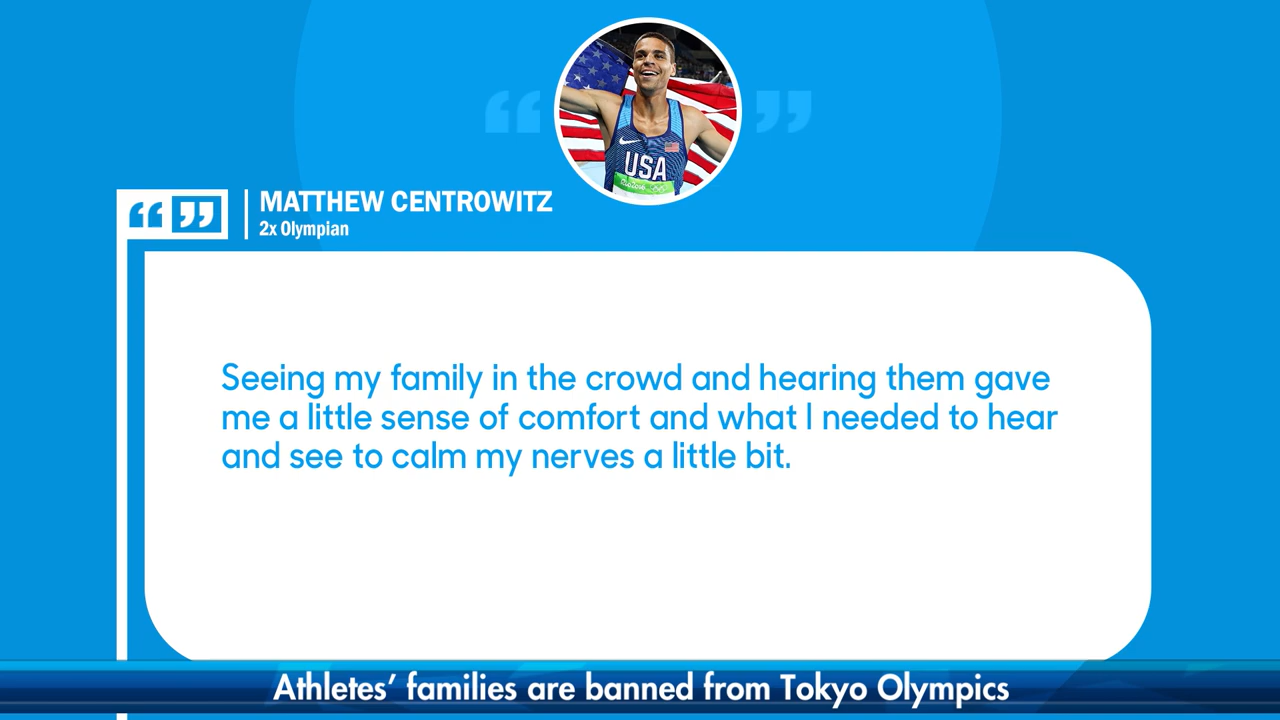 USA
MATTHEW CENTROWITZ
2x Olympian
Seeing my family in the crowd and hearing them gave
me a little sense of comfort and what I needed to hear
and see to calm my nerves a little bit.
Athletes’ families are banned from Tokyo Olympics